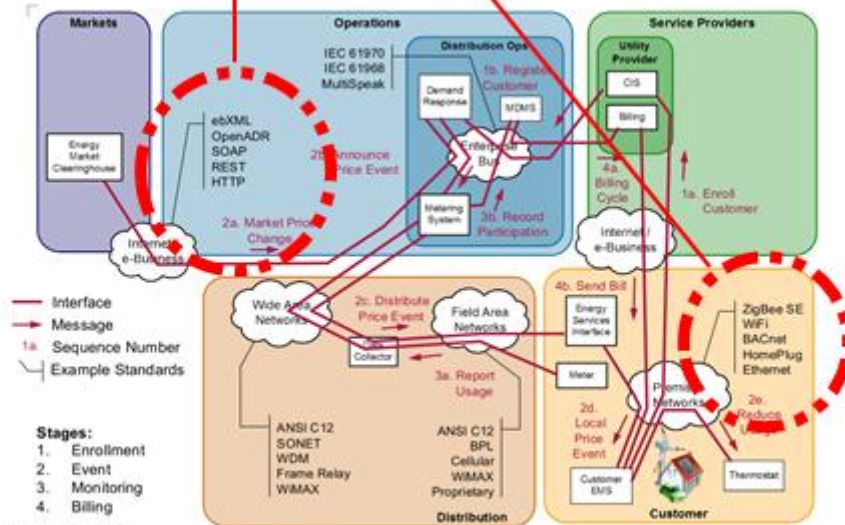 Markets
Operations
Service Providers
IEC 61970
IEC 61968
MultiSpeak
Distribution Ops
Utility
Provider
Demand
Response
1b. Register
Customer
MDMS
CIS
Billing
Energy
Market
Clearinghouse
ebXML
OpenADR
SOAP
REST
HTTP
Announce
Price Event
Enterprise
Bus
4a.
Billing
Cycle
1a. Enroll
Customer
2a. Market Price
Change
Metering
System
3b. Record
Participation
Internet /
e-Business
Internet /
e-Business
Interface
Message
1a. Sequence Number
Example Standards
Wide Area
Networks
2c. Distribute
Price Event
Field Area
Networks
Collector
3a. Report
Usage
4b. Send Bill
Energy
Services
Interface
Meter
ZigBee SE
WiFi
BACnet
HomePlug
Ethernet
Premise
Networks
2d.
Local
Price
Event
2e.
Reduce
Usage
Customer
EMS
Thermostat
Customer
Stages:
1. Enrollment
2. Event
3. Monitoring
4. Billing
ANSI C12
SONET
WDM
Frame Relay
WiMAX
ANSI C12
BPL
Cellular
WiMAX
Proprietary
Distribution